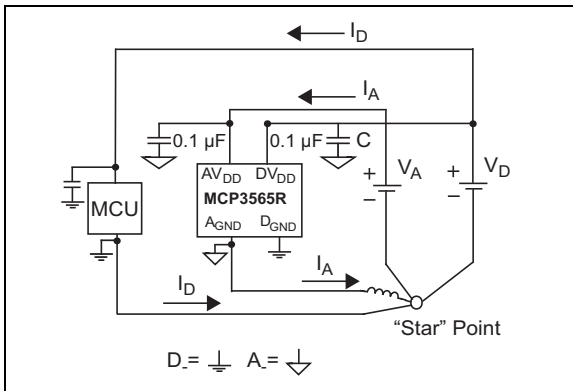 I_D
I_A
0.1 µF 0.1 µF C
AV_DD DV_DD
MCP3565R
A_GND D_GND
MCU
V_A
V_D
+
–
+
–
I_A
I_D
"Star" Point
D_-= A_-=